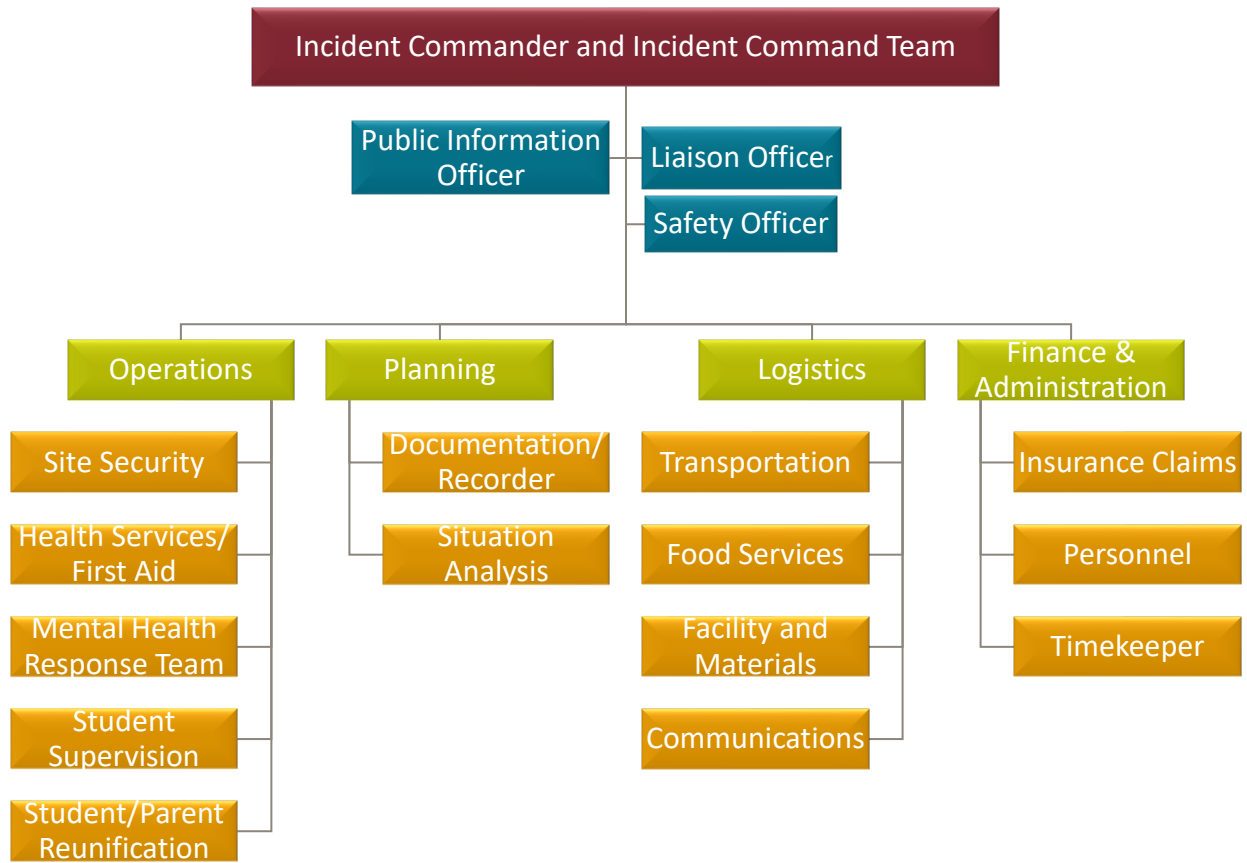 Incident Commander and Incident Command Team
Public Information
Officer
Liaison Officer
Safety Officer
Operations
Planning
Logistics
Finance &
Administration
Site Security
Health Services/
First Aid
Mental Health
Response Team
Student
Supervision
Student/Parent
Reunification
Documentation/
Recorder
Situation
Analysis
Transportation
Food Services
Facility and
Materials
Communications
Insurance Claims
Personnel
Timekeeper